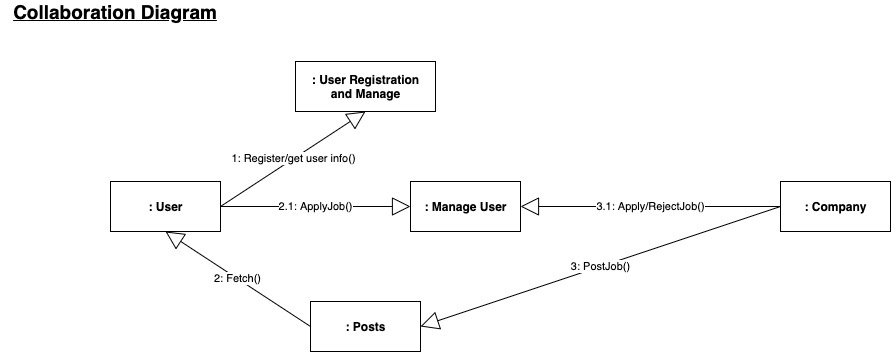 Collaboration Diagram
: User Registration
and Manage
1: Register/get user info()
: User
2.1: ApplyJob()
: Manage User
3.1: Apply/RejectJob()
: Company
2: Fetch()
3: PostJob()
: Posts